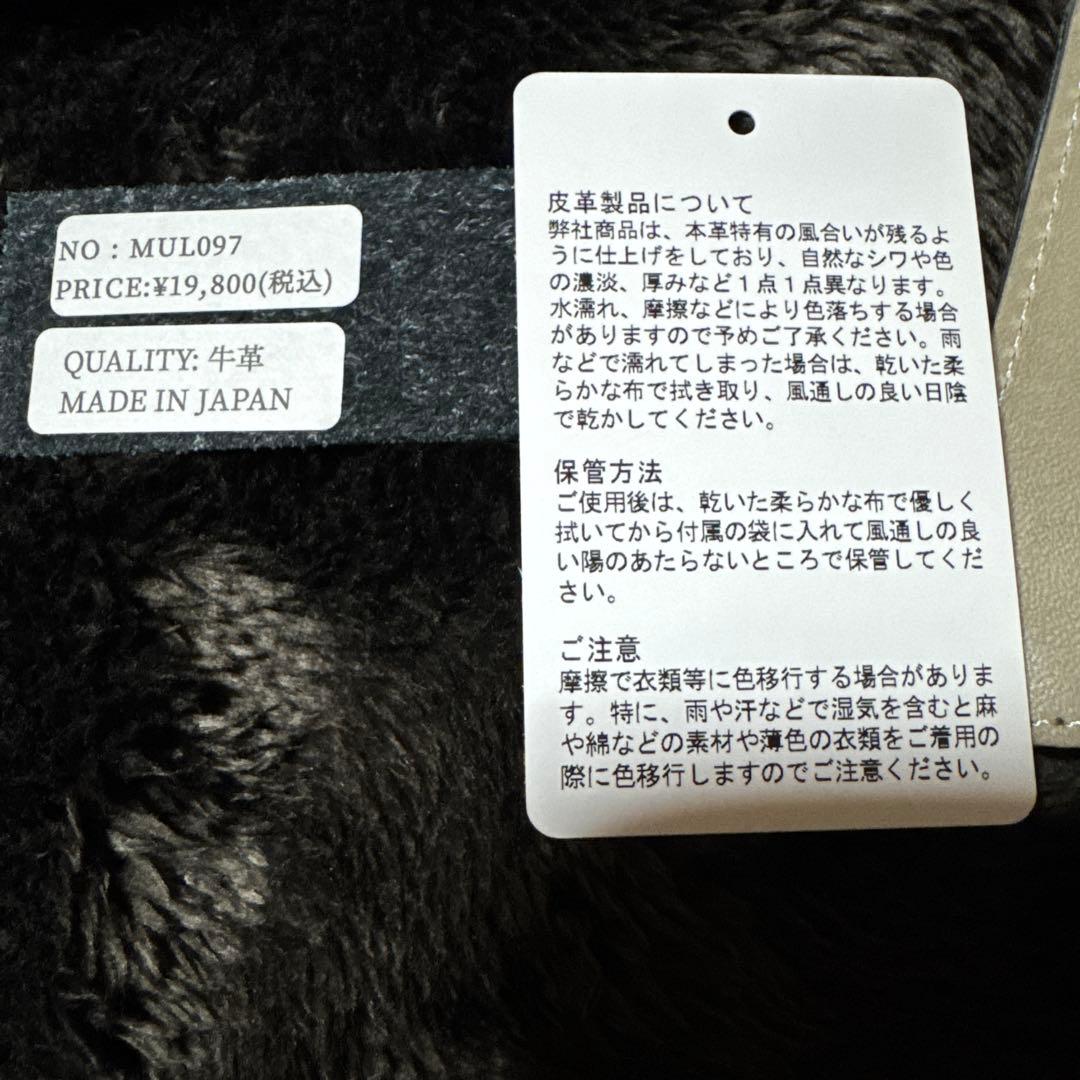 NO : MUL097
PRICE:¥19,800(税込)
QUALITY: 牛革
MADE IN JAPAN
皮革製品について
弊社商品は、本革特有の風合いが残るよ
うに仕上げをしており、自然なシワや色
の濃淡、厚みなど１点１点異なります。
水濡れ、摩擦などにより色落ちする場合
がありますので予めご了承ください。雨
などで濡れてしまった場合は、乾いた柔
らかな布で拭き取り、風通しの良い日陰
で乾かしてください。
保管方法
ご使用後は、乾いた柔らかな布で優しく
拭いてから付属の袋に入れて風通しの良
い陽のあたらないところで保管してくだ
さい。
ご注意
摩擦で衣類等に色移行する場合がありま
す。特に、雨や汗などで湿気を含むと麻
や綿などの素材や薄色の衣類をご着用の
際に色移行しますのでご注意ください。